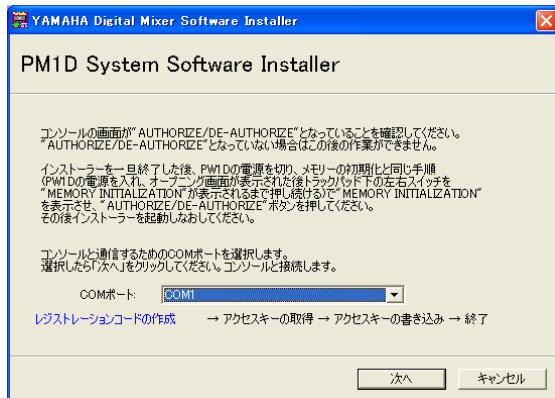 YAMAHA Digital Mixer Software Installer
PM1D System Software Installer
コンソールの画面が"AUTHORIZE/DE-AUTHORIZE"となっていることを確認してください。
"AUTHORIZE/DE-AUTHORIZE"となっていない場合はこの後の作業ができません。
インストーラーを一旦終了した後、PM1Dの電源を切り、メモリーの初期化と同じ手順
(PM1Dの電源を入れ、オープニング画面が表示された後トラックパッド下の左右スイッチを
"MEMORY INITIALIZATION"が表示されるまで押し続ける)で"MEMORY INITIALIZATION"
を表示させ、"AUTHORIZE/DE-AUTHORIZE"ボタンを押してください。
その後インストーラーを起動しなおしてください。
コンソールと通信するためのCOMポートを選択します。
選択したら「次へ」をクリックしてください。コンソールと接続します。
COMポート: COM1
レジストレーションコードの作成 → アクセスキーの取得 → アクセスキーの書き込み → 終了
次へ キャンセル